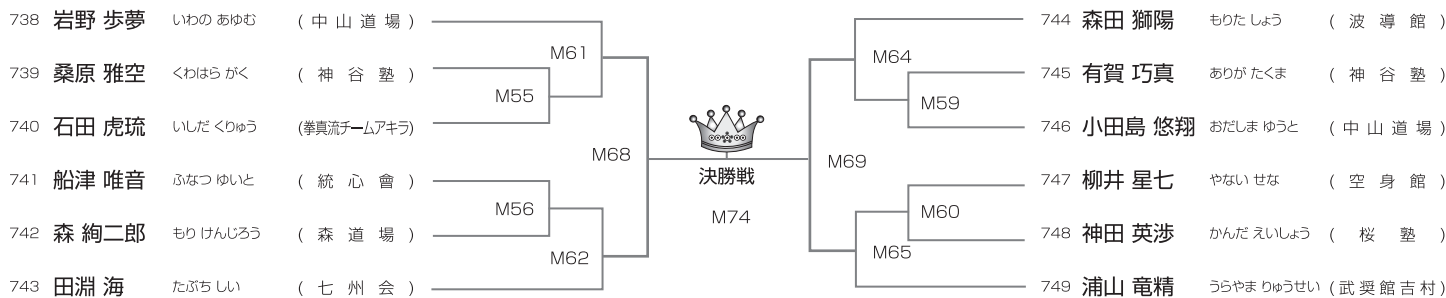 738 岩野 歩夢 いわの あゆむ (中山道場)
739 桑原 雅空 くわはら がく (神谷塾)
740 石田 虎琉 いしだ くりゅう (拳真流チームアキラ)
741 船津 唯音 ふなつ ゆいと (統心會)
742 森 絢二郎 もり けんじろう (森道場)
743 田淵 海 たぶち しい (七州会)
M61
M55
M68
M56
M62
決勝戦
M74
M64
M59
M69
M60
M65
744 森田 獅陽 もりた しょう (波導館)
745 有賀 巧真 ありが たくま (神谷塾)
746 小田島 悠翔 おだしま ゆうと (中山道場)
747 柳井 星七 やない せな (空身館)
748 神田 英渉 かんだ えいしょう (桜塾)
749 浦山 竜精 うらやま りゅうせい (武奨館吉村)